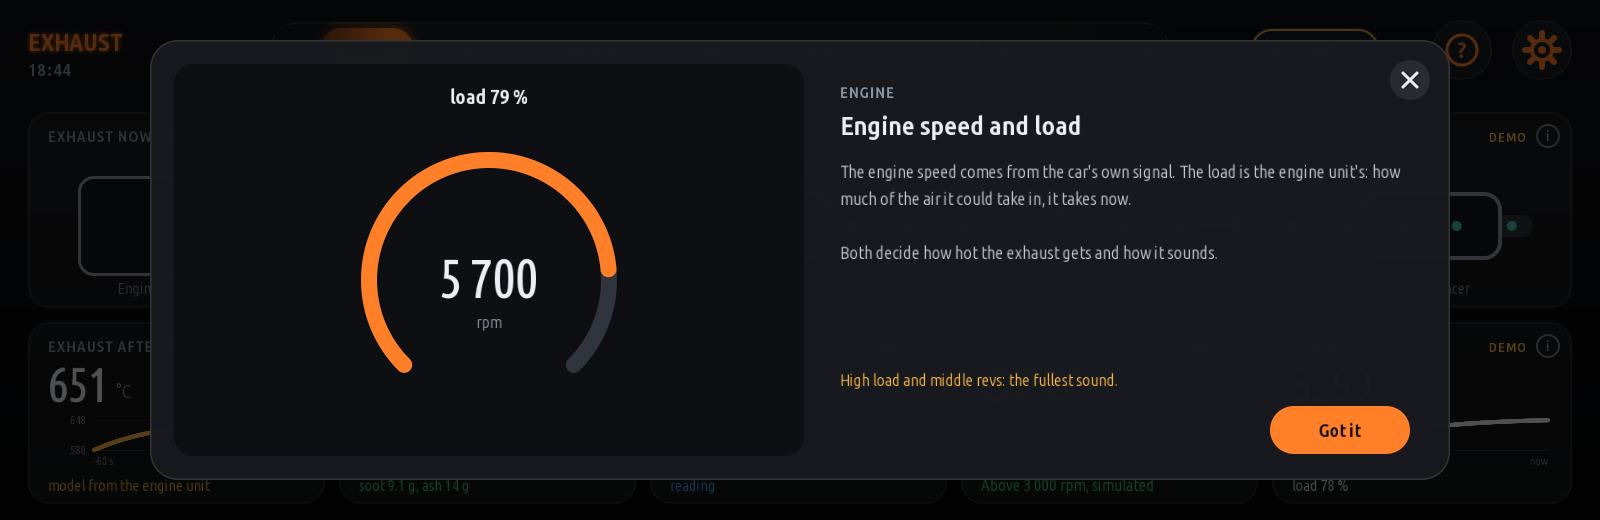 EXHAUST
18:44
?
load 79 %
5 700
rpm
ENGINE
Engine speed and load
The engine speed comes from the car's own signal. The load is the engine unit's: how
much of the air it could take in, it takes now.
Both decide how hot the exhaust gets and how it sounds.
High load and middle revs: the fullest sound.
Got it
EXHAUST NOW
DEMO
i
EXHAUST AFTE
651 °C
648
588
-60 s
model from the engine unit
soot 9.1 g, ash 14 g
reading
Above 3 000 rpm, simulated
DEMO
i
3599
now
load 78 %